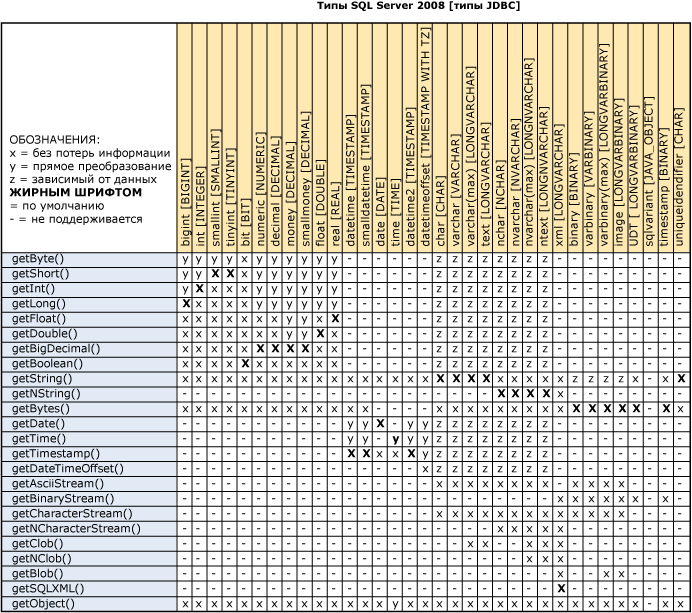 Типы SQL Server 2008 [типы JDBC]
ОБОЗНАЧЕНИЯ:
x = без потерь информации
y = прямое преобразование
z = зависимый от данных
ЖИРНЫМ ШРИФТОМ
= по умолчанию
- = не поддерживается
bigint [BIGINT]
int [INTEGER]
smallint [SMALLINT]
tinyint [TINYINT]
bit [BIT]
numeric [NUMERIC]
decimal [DECIMAL]
money [DECIMAL]
smallmoney [DECIMAL]
float [DOUBLE]
real [REAL]
datetime [TIMESTAMP]
smalldatetime [TIMESTAMP]
date [DATE]
time [TIME]
datetime2 [TIMESTAMP]
datetimeoffset [TIMESTAMP WITH TZ]
char [CHAR]
varchar [VARCHAR]
varchar(max) [LONGVARCHAR]
text [LONGVARCHAR]
nchar [NCHAR]
nvarchar [NVARCHAR]
nvarchar(max) [LONGNVARCHAR]
ntext [LONGNVARCHAR]
xml [LONGVARCHAR]
binary [BINARY]
varbinary [VARBINARY]
varbinary(max) [LONGVARBINARY]
image [LONGVARBINARY]
UDT [LONGVARBINARY]
sqlvariant [JAVA_OBJECT]
timestamp [BINARY]
uniqueidendifier [CHAR]
getByte() y y y y x y y y y y y - - - - - - z z z z z z z z - - - - - - - - -
getShort() y y X X x y y y y y y - - - - - - z z z z z z z z - - - - - - - - -
getInt() y X x x x y y y y y y - - - - - - z z z z z z z z - - - - - - - - -
getLong() X x x x x y y y y y y - - - - - - z z z z z z z z - - - - - - - - -
getFloat() x x x x x x x y y x X - - - - - - z z z z z z z z - - - - - - - - -
getDouble() x x x x x x x y y X x - - - - - - z z z z z z z z - - - - - - - - -
getBigDecimal() x x x x x X X X X x x - - - - - - z z z z z z z z - - - - - - - - -
getBoolean() x x x x X x x x x x x - - - - - - z z z z z z z z - - - - - - - - -
getString() x x x x x x x x x x x x x x x x x X X X X x x x x x z z z z x - x X
getNString() - - - - - - - - - - - - - - - - - - - - - X X X X - - - - - - - - -
getBytes() x x x x x x x x x x x x x - - - - x x x x x x x x x X X X X X - X x
getDate() - - - - - - - - - - - y y X - y y z z z z z z z z - - - - - - - - -
getTime() - - - - - - - - - - - y y - y y y z z z z z z z z - - - - - - - - -
getTimestamp() - - - - - - - - - - - X X x x X y z z z z z z z z - - - - - - - - -
getDateTimeOffset() - - - - - - - - - - - - - - - - x z z z z z z z z - - - - - - - - -
getAsciiStream() - - - - - - - - - - - - - - - - - x x x x x x x x - x x x x - - - -
getBinaryStream() - - - - - - - - - - - - - - - - - - - - - - - - - x x x x x x - x -
getCharacterStream() - - - - - - - - - - - - - - - - - x x x x x x x x x x x x x - - - -
getNCharacterStream() - - - - - - - - - - - - - - - - - - - - - x x x x x - - - - - - - -
getClob() - - - - - - - - - - - - - - - - - - - x x - - x x x - - - - - - - -
getNClob() - - - - - - - - - - - - - - - - - - - - - - - x x x - - - - - - - -
getBlob() - - - - - - - - - - - - - - - - - - - - - - - - - x - - x x - - - -
getSQLXML() - - - - - - - - - - - - - - - - - - - - - - - - - X - - - - - - - -
getObject() x x x x x x x x x x x x x x y x x x x x x x x x x x x x x x x - x x